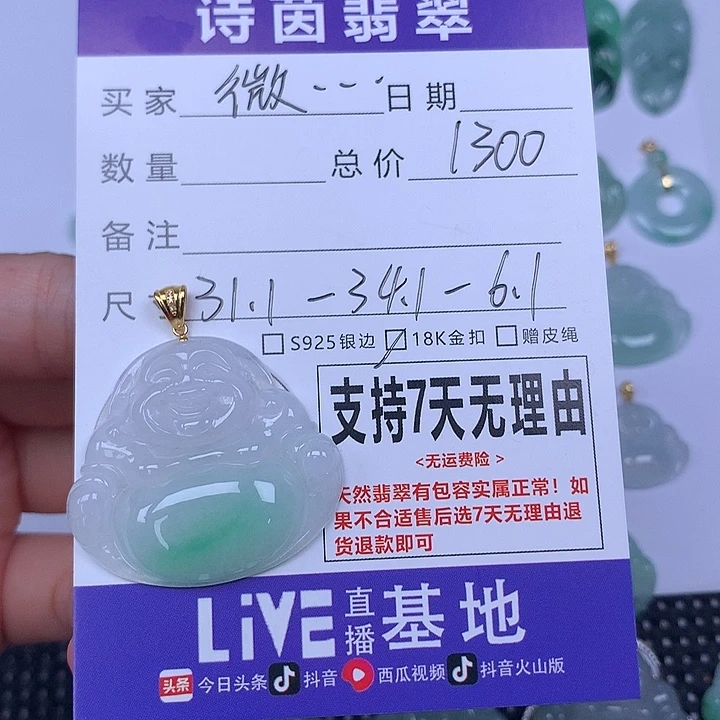 诗茵翡翠
买家 微... 日期
数量 总价 1300
备注
尺 31.1-34.1-6.1
S925银边 18K金扣 赠皮绳
支持7天无理由
<无运费险>
天然翡翠有包容实属正常！如
果不合适售后选7天无理由退
货退款即可
LiVE直播基地
头条 今日头条 抖音 西瓜视频 抖音火山版